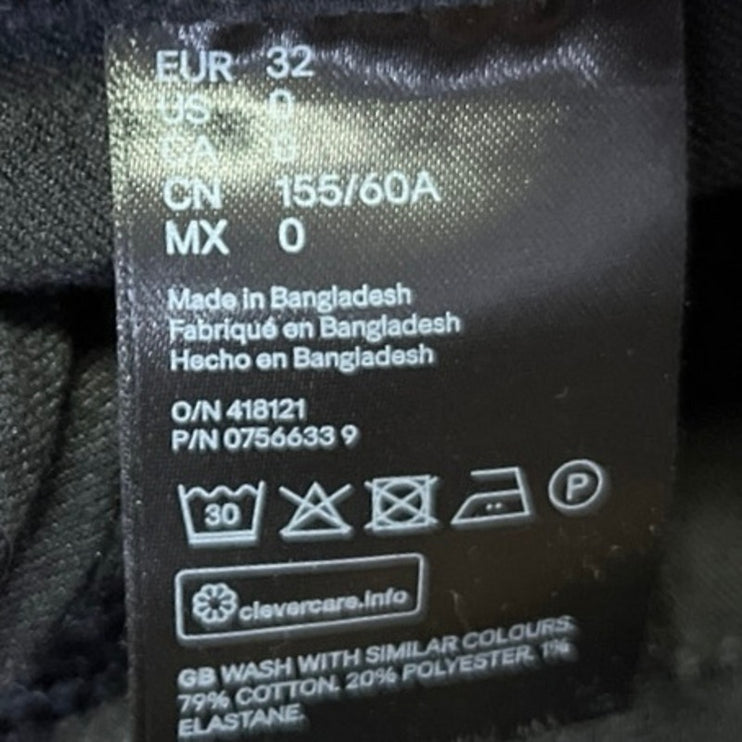 EUR 32
US 0
CA 0
CN 155/60A
MX 0
Made in Bangladesh
Fabriqué en Bangladesh
Hecho en Bangladesh
O/N 418121
P/N 0756633 9
30 P
clevercare.info
GB WASH WITH SIMILAR COLOURS.
79% COTTON. 20% POLYESTER. 1%
ELASTANE.